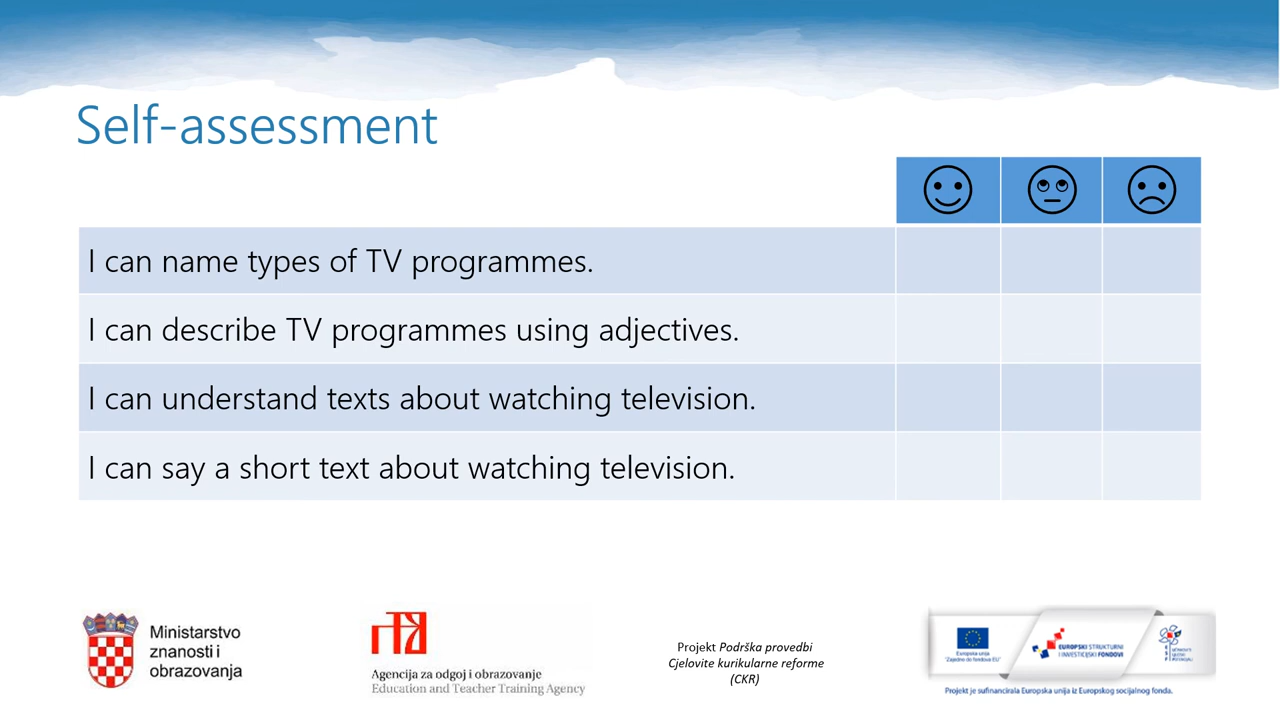 Self-assessment
I can name types of TV programmes.
I can describe TV programmes using adjectives.
I can understand texts about watching television.
I can say a short text about watching television.
Ministarstvo
znanosti i
obrazovanja
Agencija za odgoj i obrazovanje
Education and Teacher Training Agency
Projekt Podrška provedbi
Cjelovite kurikularne reforme
(CKR)
Europska unija
"Zajedno do fondova EU"
EUROPSKI STRUKTURNI
I INVESTICIJSKI FONDOVI
Projekt je sufinancirala Europska unija iz Europskog socijalnog fonda.